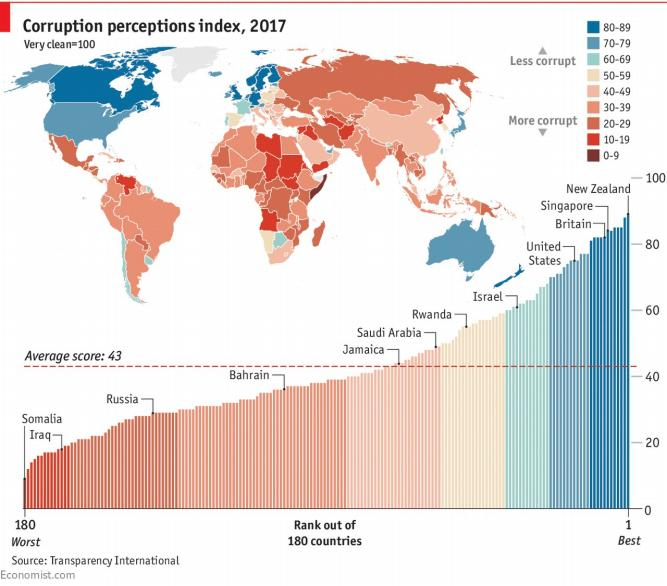 Corruption perceptions index, 2017
Very clean=100
80-89
70-79
60-69
50-59
40-49
30-39
20-29
10-19
0-9
Less corrupt
More corrupt
100
80
60
40
20
0
New Zealand
Singapore
Britain
United
States
Israel
Rwanda
Saudi Arabia
Jamaica
Average score: 43
Bahrain
Russia
Somalia
Iraq
180
Worst
Rank out of
180 countries
1
Best
Source: Transparency International
Economist.com